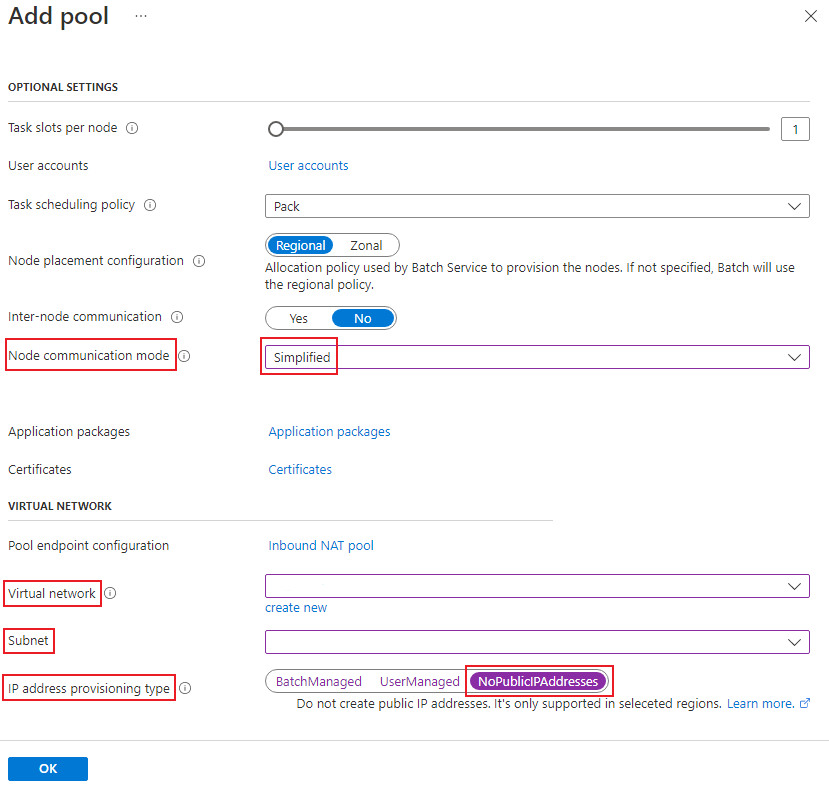 Add pool ...
OPTIONAL SETTINGS
Task slots per node
1
User accounts
User accounts
Task scheduling policy
Pack
Node placement configuration
Regional Zonal
Allocation policy used by Batch Service to provision the nodes. If not specified, Batch will use
the regional policy.
Inter-node communication
Yes No
Node communication mode
Simplified
Application packages
Application packages
Certificates
Certificates
VIRTUAL NETWORK
Pool endpoint configuration
Inbound NAT pool
Virtual network
create new
Subnet
IP address provisioning type
BatchManaged UserManaged NoPublicIPAddresses
Do not create public IP addresses. It's only supported in seleceted regions. Learn more.
OK